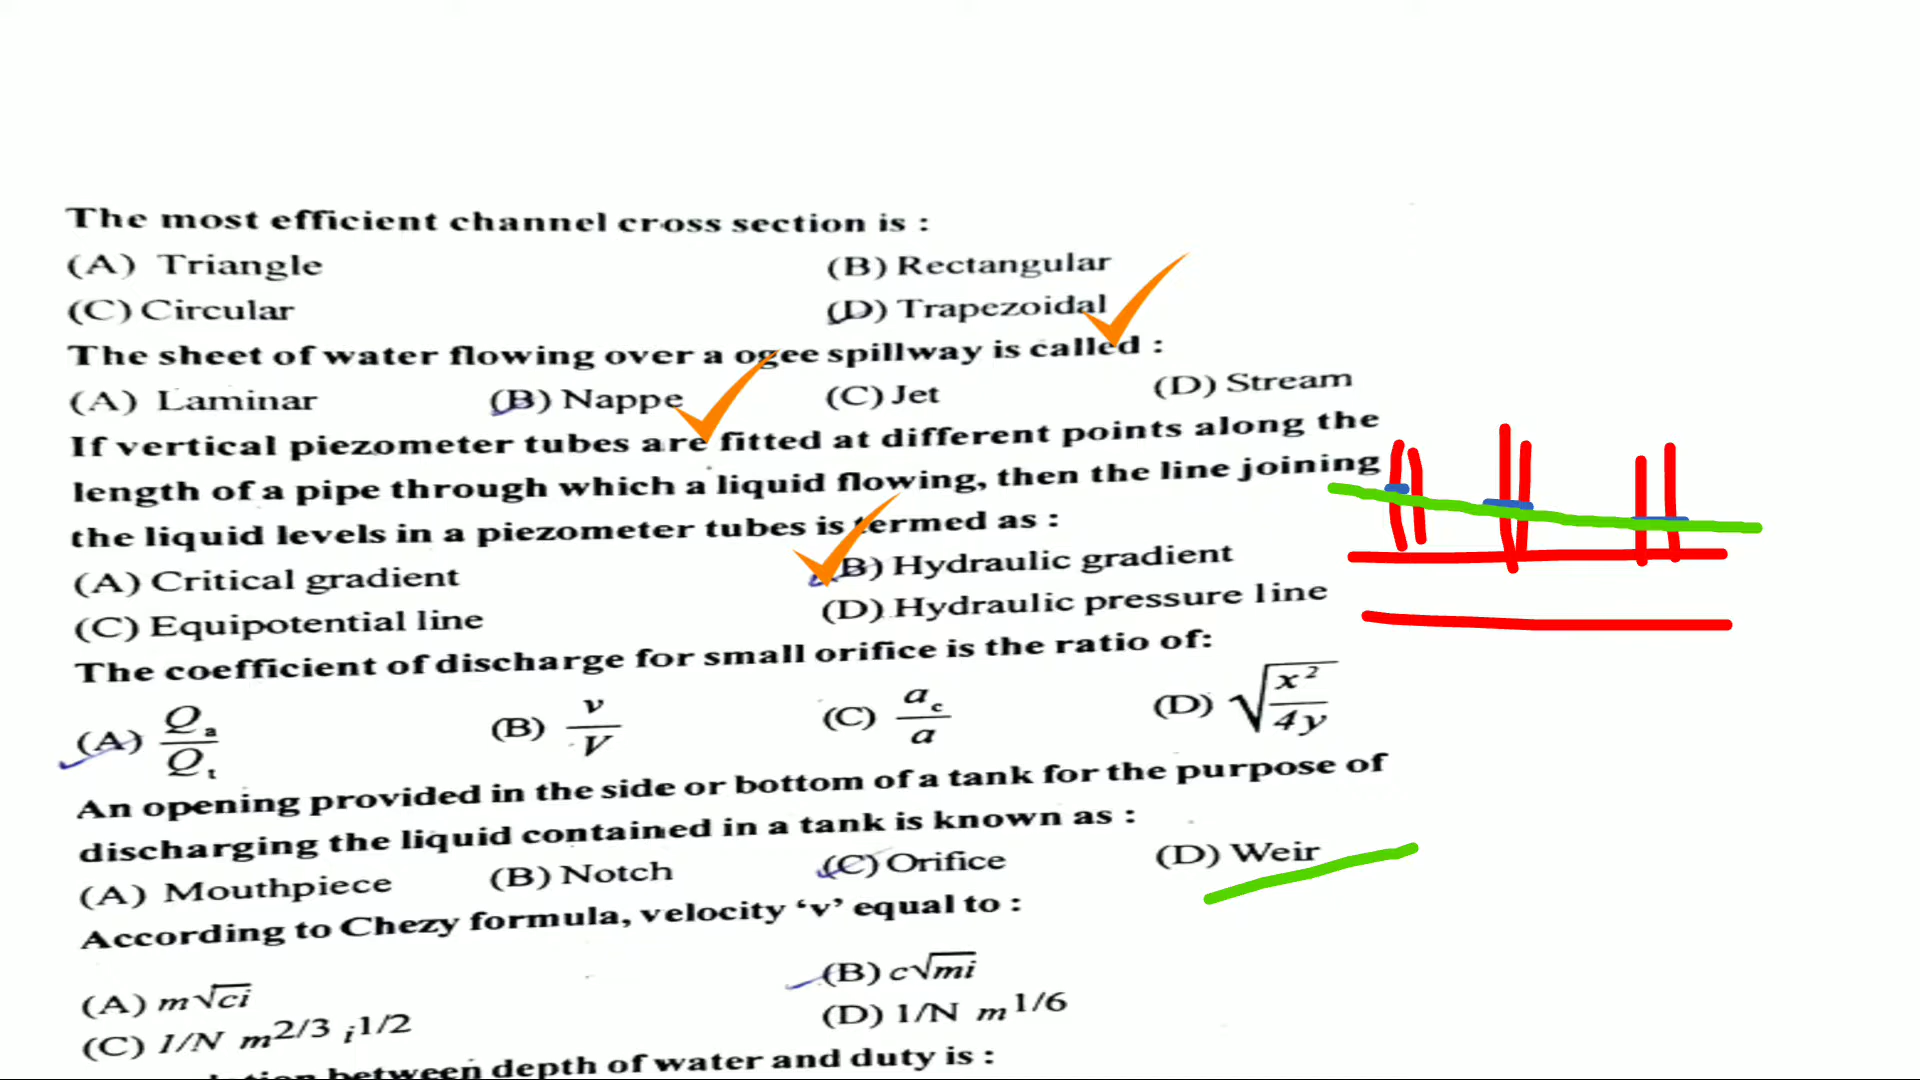 The most efficient channel cross section is :
(A) Triangle (B) Rectangular
(C) Circular (D) Trapezoidal
The sheet of water flowing over a ogee spillway is called :
(A) Laminar (B) Nappe (C) Jet (D) Stream
If vertical piezometer tubes are fitted at different points along the
length of a pipe through which a liquid flowing, then the line joining
the liquid levels in a piezometer tubes is termed as :
(A) Critical gradient (B) Hydraulic gradient
(C) Equipotential line (D) Hydraulic pressure line
The coefficient of discharge for small orifice is the ratio of:
(A) Qa/Qt (B) v/V (C) ac/a (D) √(x²/4y)
An opening provided in the side or bottom of a tank for the purpose of
discharging the liquid contained in a tank is known as :
(A) Mouthpiece (B) Notch (C) Orifice (D) Weir
According to Chezy formula, velocity ‘v’ equal to :
(A) m√ci (B) c√mi
(C) 1/N m^2/3 i^1/2 (D) 1/N m^1/6
between depth of water and duty is :